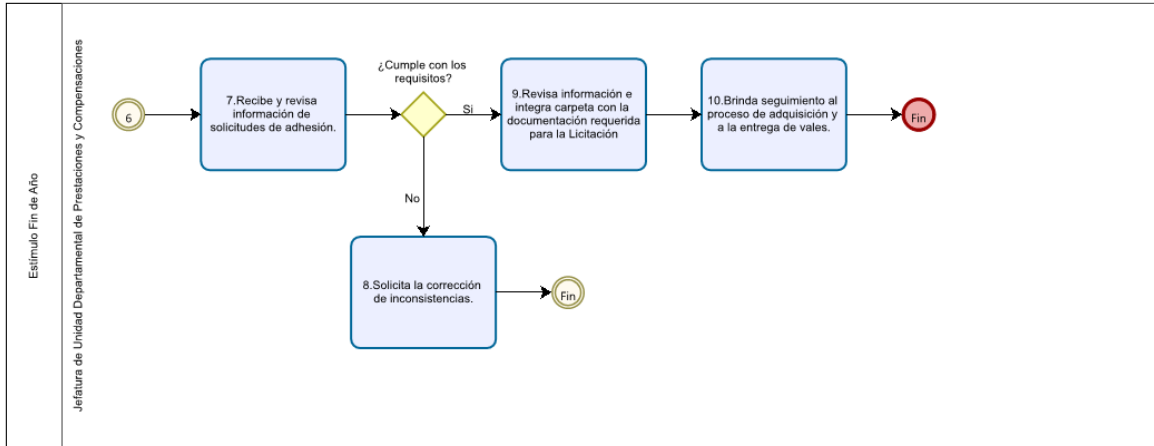 Estímulo Fin de Año
Jefatura de Unidad Departamental de Prestaciones y Compensaciones
6
7.Recibe y revisa
información de
solicitudes de adhesión.
¿Cumple con los
requisitos?
Si
9.Revisa información e
integra carpeta con la
documentación requerida
para la Licitación
10.Brinda seguimiento al
proceso de adquisición y
a la entrega de vales.
Fin
No
8.Solicita la corrección
de inconsistencias.
Fin